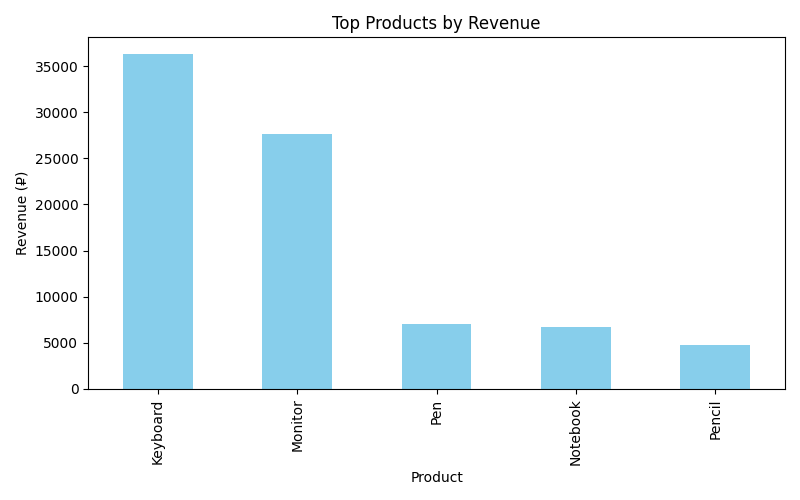 Top Products by Revenue
Revenue (₽)
35000
30000
25000
20000
15000
10000
5000
0
Keyboard
Monitor
Pen
Notebook
Pencil
Product